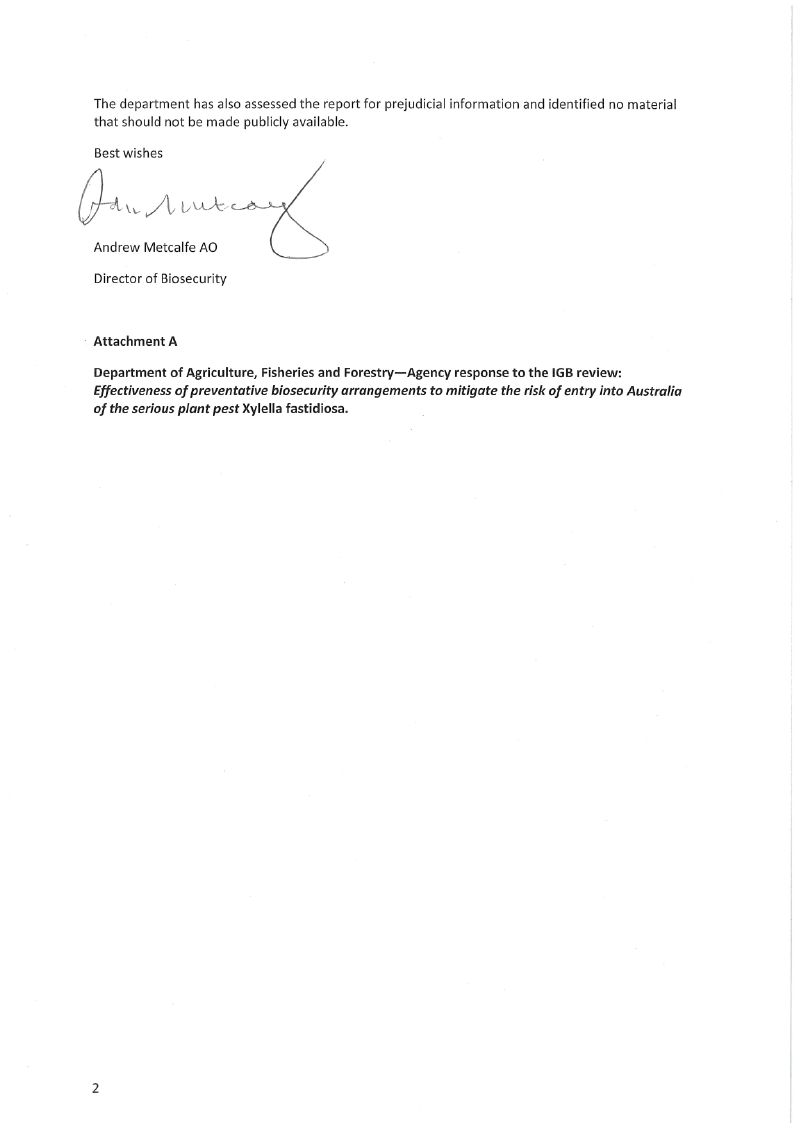 The department has also assessed the report for prejudicial information and identified no material
that should not be made publicly available.
Best wishes
Andrew Metcalfe AO
Director of Biosecurity
Attachment A
Department of Agriculture, Fisheries and Forestry—Agency response to the IGB review:
Effectiveness of preventative biosecurity arrangements to mitigate the risk of entry into Australia
of the serious plant pest Xylella fastidiosa.
2